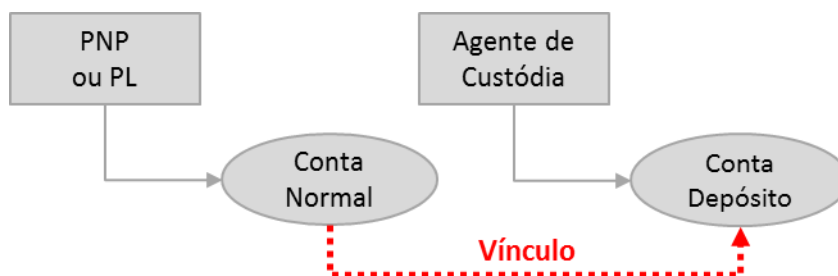 PNP
ou PL
Agente de
Custódia
Conta
Normal
Conta
Depósito
Vínculo